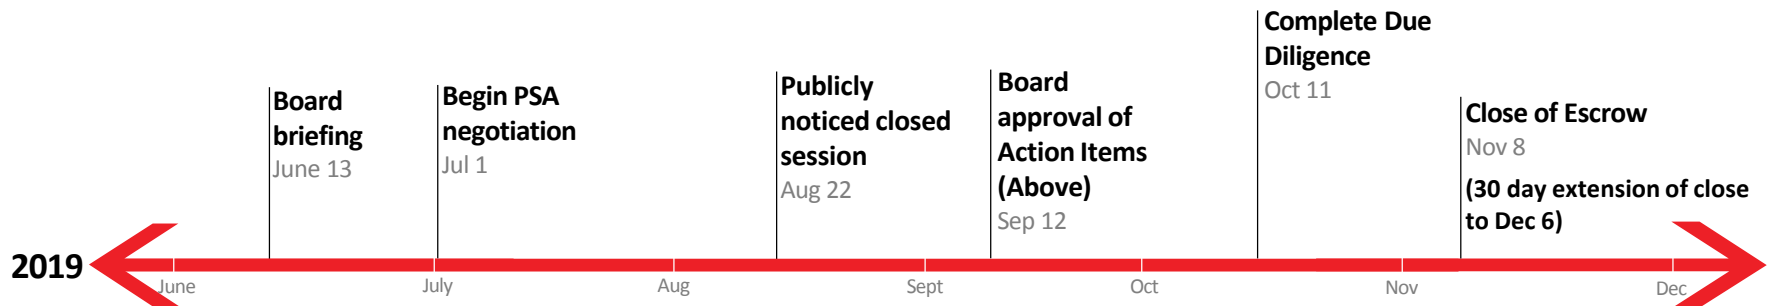 Complete Due
Diligence
Oct 11
Board
briefing
June 13
Begin PSA
negotiation
Jul 1
Publicly
noticed closed
session
Aug 22
Board
approval of
Action Items
(Above)
Sep 12
Close of Escrow
Nov 8
(30 day extension of close
to Dec 6)
2019
June
July
Aug
Sept
Oct
Nov
Dec